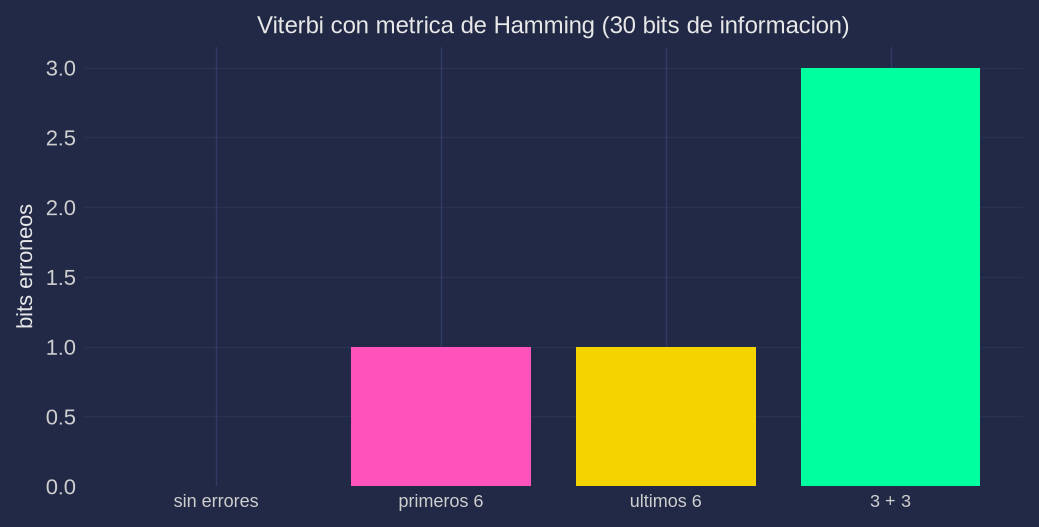 Viterbi con metrica de Hamming (30 bits de informacion)
bits erroneos
3.0
2.5
2.0
1.5
1.0
0.5
0.0
sin errores
primeros 6
ultimos 6
3 + 3